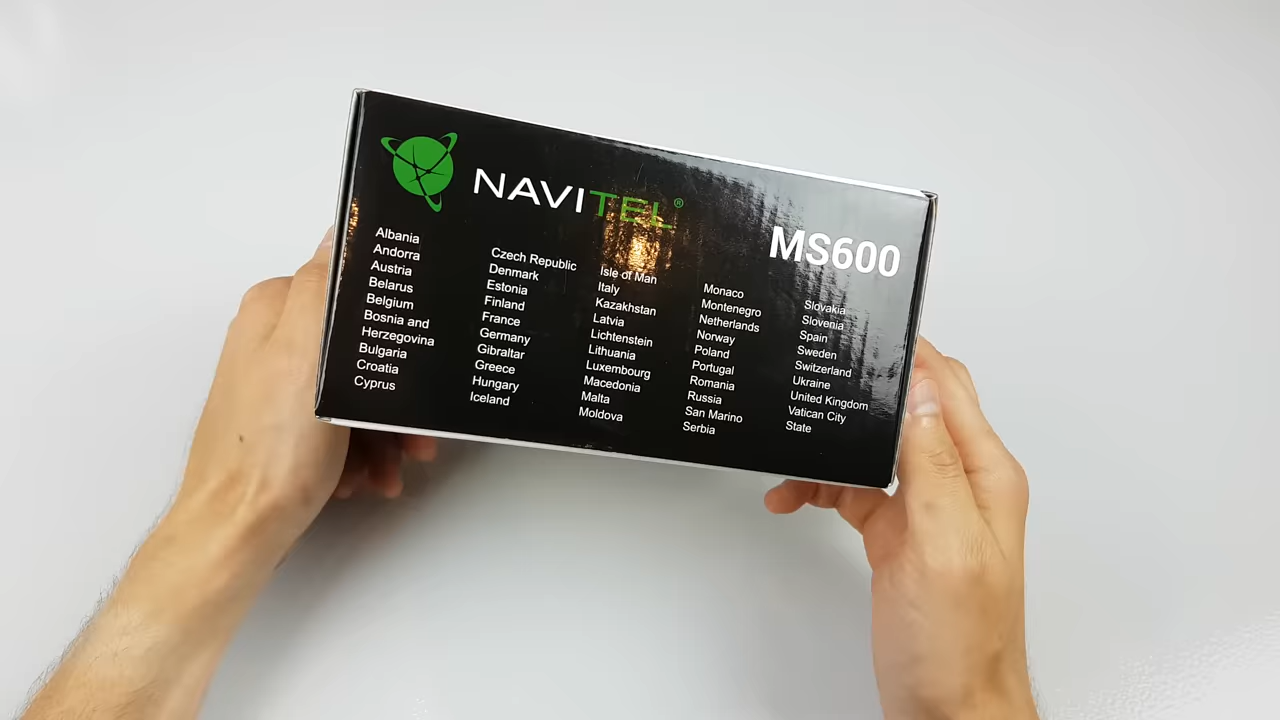 NAVITEL®
MS600
Albania
Andorra
Austria
Belarus
Belgium
Bosnia and
Herzegovina
Bulgaria
Croatia
Cyprus
Czech Republic
Denmark
Estonia
Finland
France
Germany
Gibraltar
Greece
Hungary
Iceland
Isle of Man
Italy
Kazakhstan
Latvia
Lichtenstein
Lithuania
Luxembourg
Macedonia
Malta
Moldova
Monaco
Montenegro
Netherlands
Norway
Poland
Portugal
Romania
Russia
San Marino
Serbia
Slovakia
Slovenia
Spain
Sweden
Switzerland
Ukraine
United Kingdom
Vatican City
State